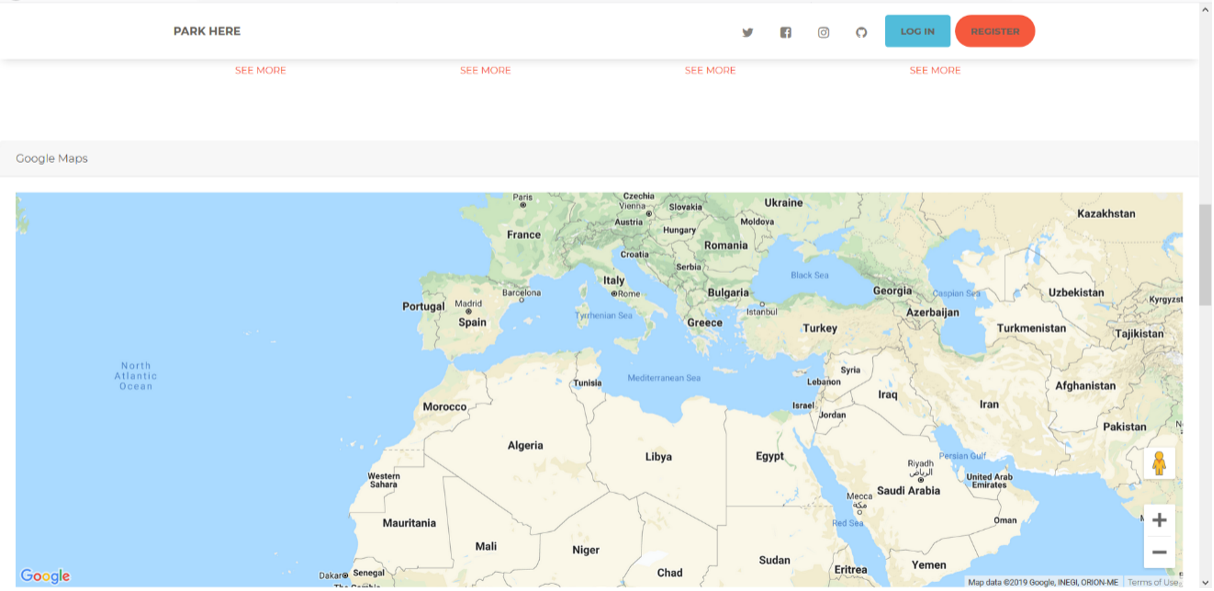 PARK HERE
LOG IN
REGISTER
SEE MORE SEE MORE SEE MORE SEE MORE
Google Maps
Paris
Czechia
Vienna
Slovakia
Ukraine
Kazakhstan
Austria
Moldova
Hungary
France
Romania
Croatia
Serbia
Black Sea
Italy
Rome
Barcelona
Bulgaria
Georgia
Caspian Sea
Uzbekistan
Portugal
Madrid
Spain
Tyrrhenian Sea
Greece
Istanbul
Azerbaijan
Turkey
Turkmenistan
Tajikistan
North
Atlantic
Ocean
Mediterranean Sea
Tunisia
Syria
Lebanon
Iraq
Iran
Afghanistan
Morocco
Israel
Jordan
Pakistan
Algeria
Libya
Egypt
Persian Gulf
Western
Sahara
Riyadh
الرياض
United Arab
Emirates
Saudi Arabia
Mecca
مكة
Mauritania
Red Sea
Oman
Mali
Niger
Chad
Sudan
Eritrea
Yemen
Dakar
Senegal
Google
Map data ©2019 Google, INEGI, ORION-ME
Terms of Use